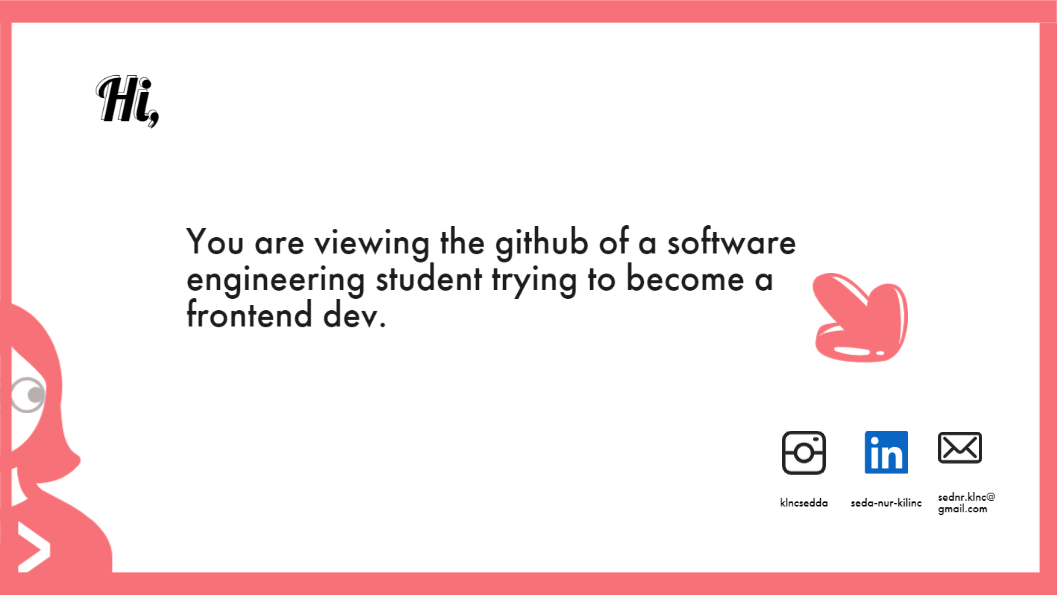 Hi,
You are viewing the github of a software
engineering student trying to become a
frontend dev.
in
klncsedda
seda-nur-kilinc
sednr.klnc@
gmail.com
>